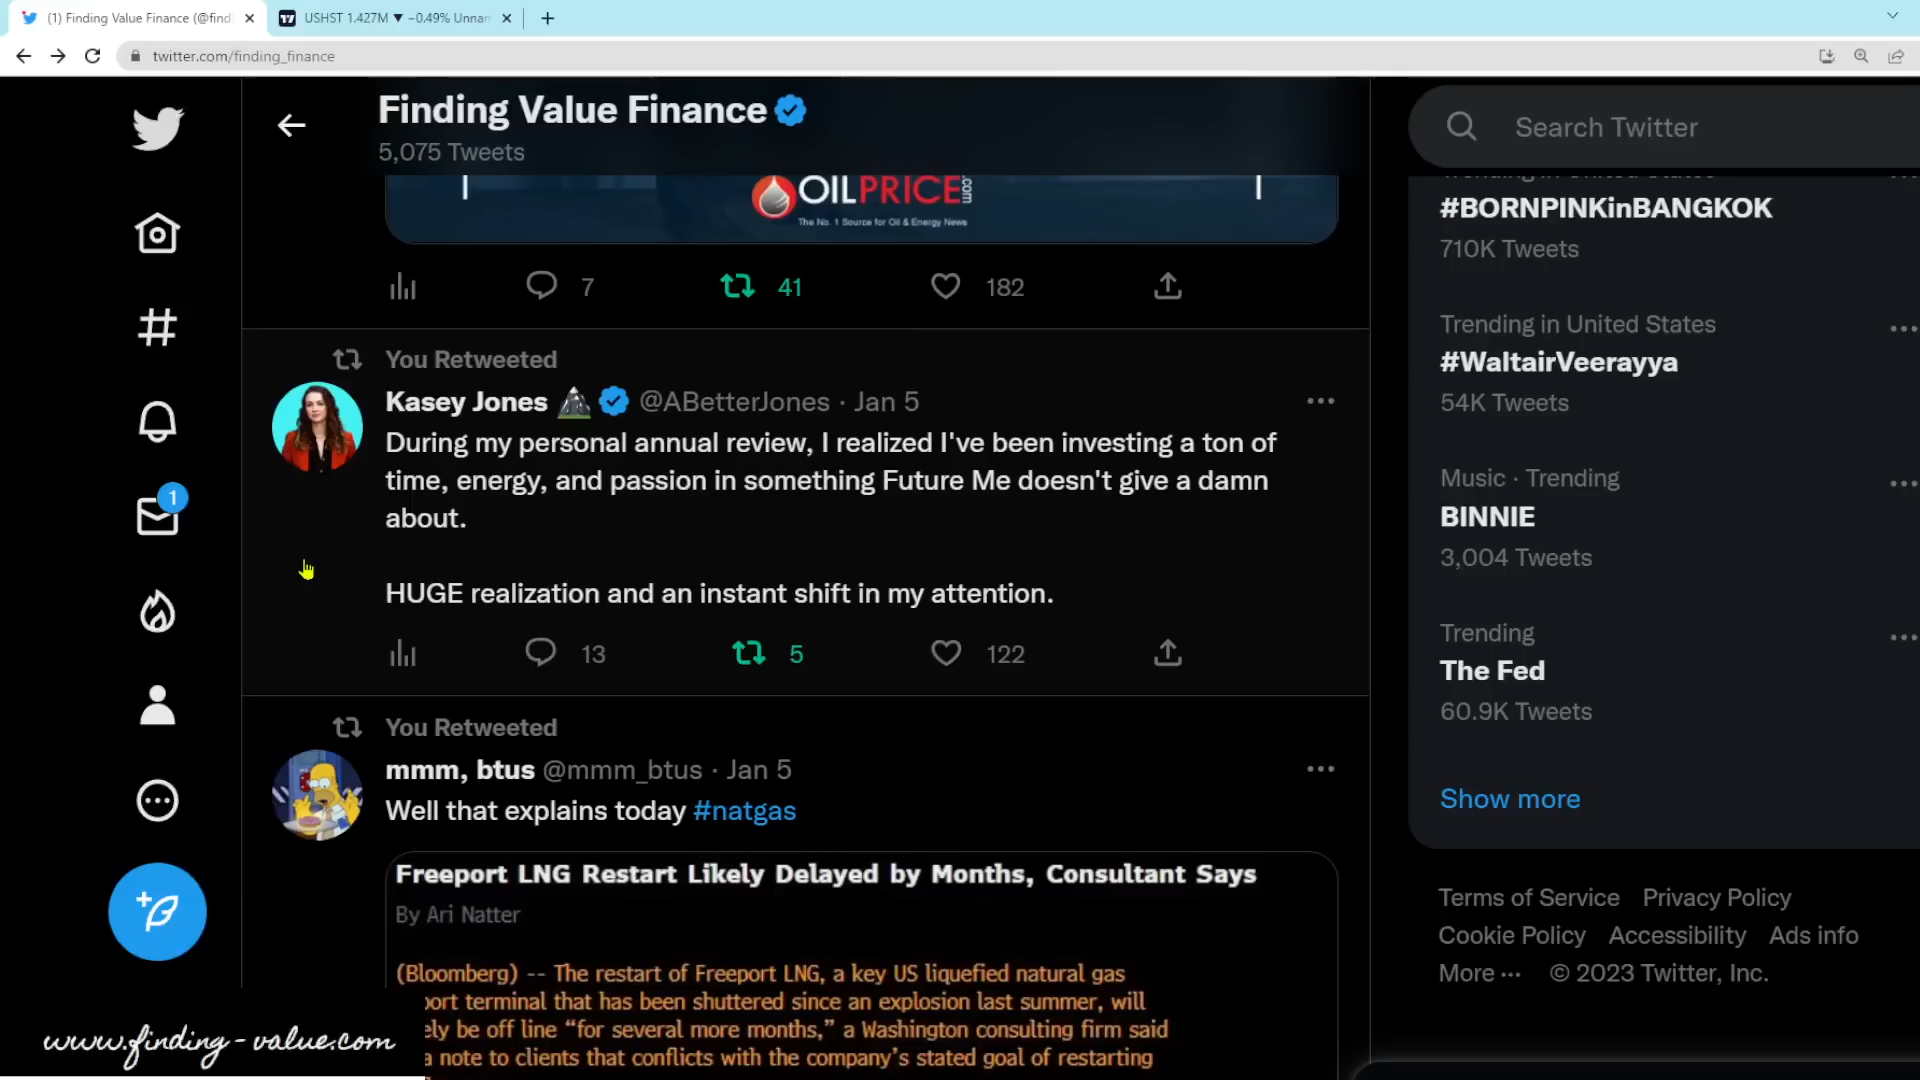 (1) Finding Value Finance (@find
USHST 1.427M ▼ −0.49% Unna
twitter.com/finding_finance
Finding Value Finance
5,075 Tweets
OILPRICE.com
The No. 1 Source for Oil & Energy News
7
41
182
You Retweeted
Kasey Jones @ABetterJones · Jan 5
During my personal annual review, I realized I've been investing a ton of
time, energy, and passion in something Future Me doesn't give a damn
about.
HUGE realization and an instant shift in my attention.
13
5
122
You Retweeted
mmm, btus @mmm_btus · Jan 5
Well that explains today #natgas
Freeport LNG Restart Likely Delayed by Months, Consultant Says
By Ari Natter
(Bloomberg) -- The restart of Freeport LNG, a key US liquefied natural gas
ort terminal that has been shuttered since an explosion last summer, will
ely be off line “for several more months,” a Washington consulting firm said
a note to clients that conflicts with the company’s stated goal of restarting
1
www.finding-value.com
Search Twitter
Trending in United States
#BORNPINKinBANGKOK
710K Tweets
Trending in United States
#WaltairVeerayya
54K Tweets
Music · Trending
BINNIE
3,004 Tweets
Trending
The Fed
60.9K Tweets
Show more
Terms of Service Privacy Policy
Cookie Policy Accessibility Ads info
More ··· © 2023 Twitter, Inc.